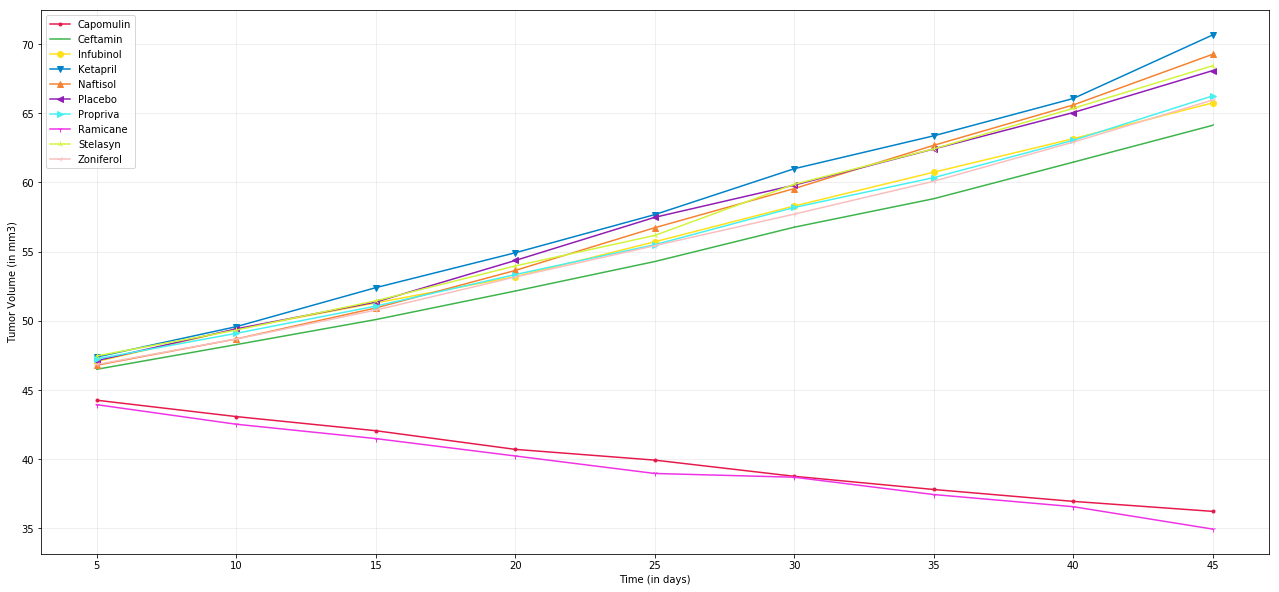 Capomulin
Ceftamin
Infubinol
Ketapril
Naftisol
Placebo
Propriva
Ramicane
Stelasyn
Zoniferol
Tumor Volume (in mm3)
70
65
60
55
50
45
40
35
5 10 15 20 25 30 35 40 45
Time (in days)